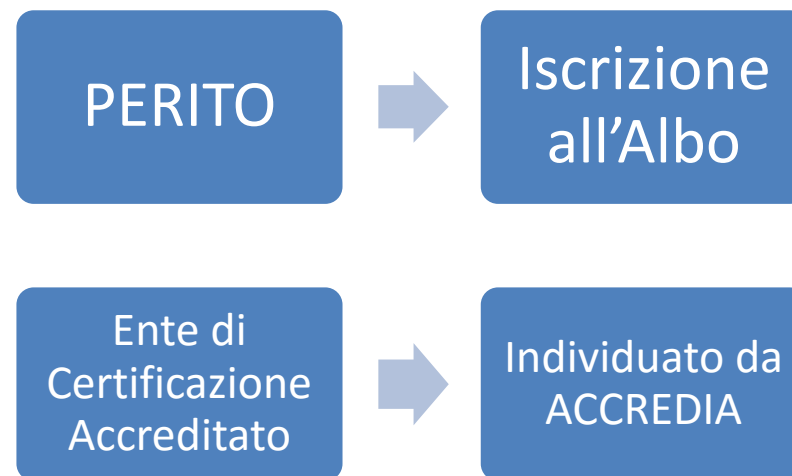 PERITO
Iscrizione
all’Albo
Ente di
Certificazione
Accreditato
Individuato da
ACCREDIA